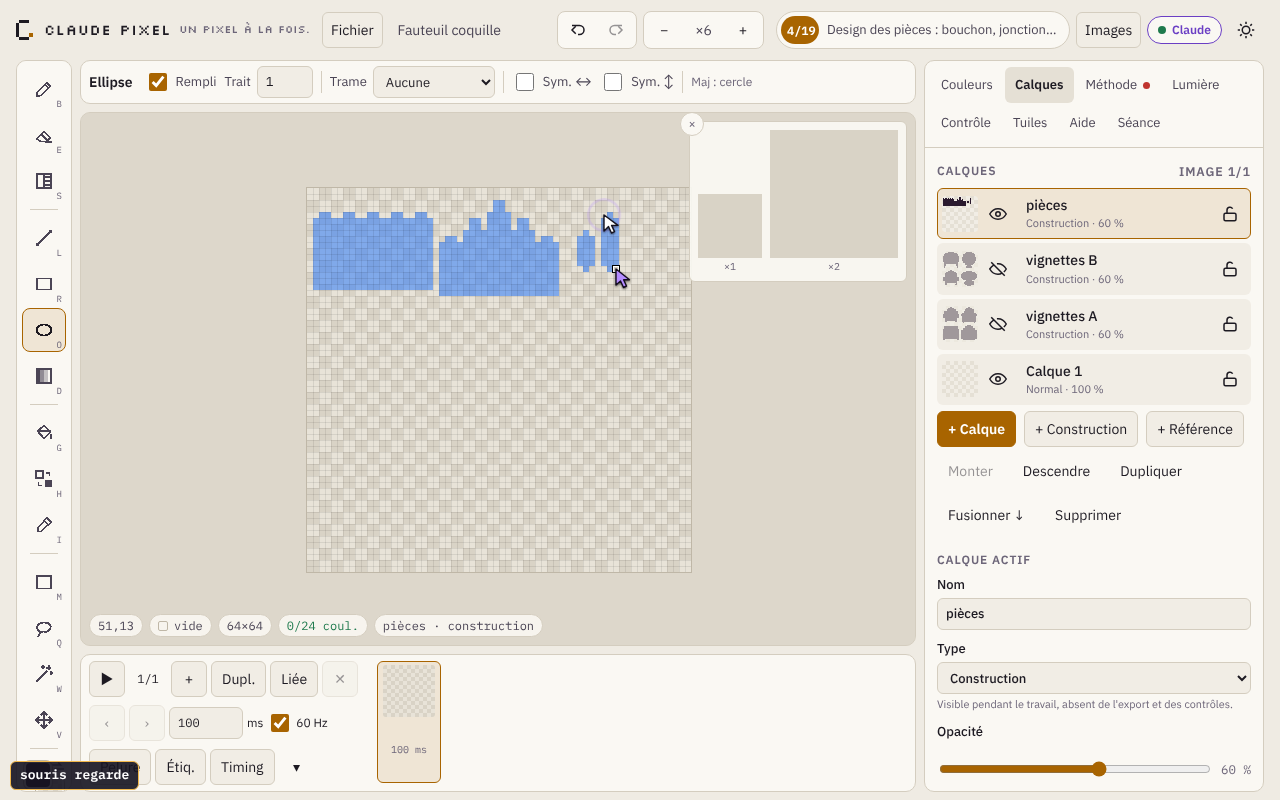 CLAUDE PIXEL UN PIXEL À LA FOIS. Fichier Fauteuil coquille − ×6 + 4/19 Design des pièces : bouchon, jonction… Images Claude
Ellipse Rempli Trait 1 Trame Aucune Sym. ↔ Sym. ↕ Maj : cercle
B
E
S
L
R
O
D
G
H
I
M
Q
W
V
×
×1
×2
51,13 vide 64×64 0/24 coul. pièces · construction
1/1 + Dupl. Liée ×
‹ › 100 ms 60 Hz
Étiq. Timing ▼
100 ms
souris regarde
Couleurs Calques Méthode Lumière
Contrôle Tuiles Aide Séance
CALQUES IMAGE 1/1
pièces
Construction · 60 %
vignettes B
Construction · 60 %
vignettes A
Construction · 60 %
Calque 1
Normal · 100 %
+ Calque + Construction + Référence
Monter Descendre Dupliquer
Fusionner ↓ Supprimer
CALQUE ACTIF
Nom
pièces
Type
Construction
Visible pendant le travail, absent de l'export et des contrôles.
Opacité
60 %